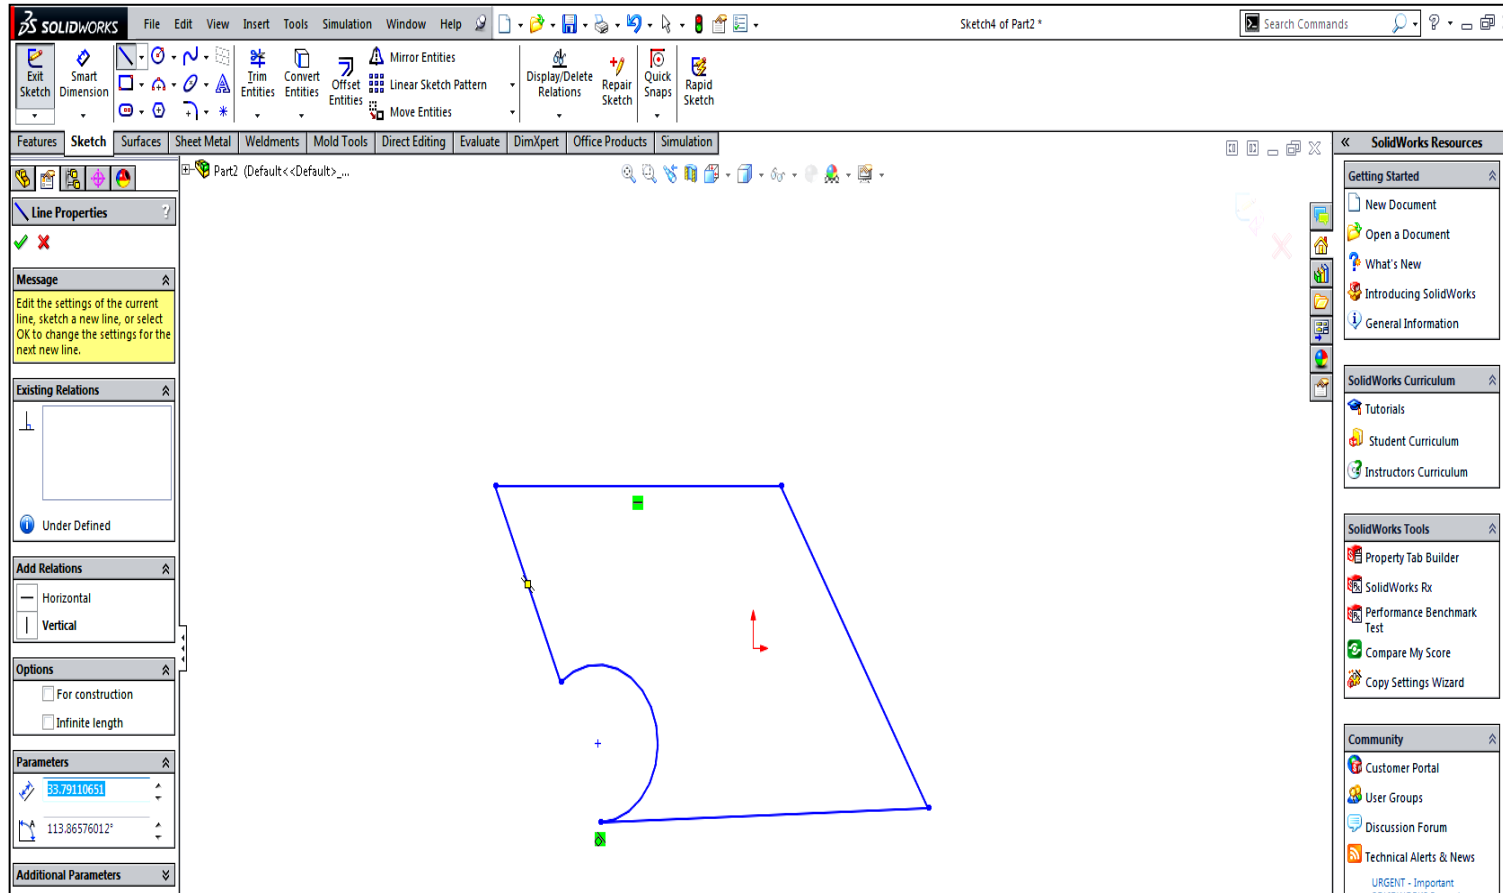 SOLIDWORKS File Edit View Insert Tools Simulation Window Help Sketch4 of Part2 * Search Commands ?
Exit Sketch
Smart Dimension
Trim Entities
Convert Entities
Offset Entities
Mirror Entities
Linear Sketch Pattern
Move Entities
Display/Delete Relations
Repair Sketch
Quick Snaps
Rapid Sketch
Features Sketch Surfaces Sheet Metal Weldments Mold Tools Direct Editing Evaluate DimXpert Office Products Simulation
Part2 (Default<<Default>_...
Line Properties ?
Message
Edit the settings of the current
line, sketch a new line, or select
OK to change the settings for the
next new line.
Existing Relations
Under Defined
Add Relations
Horizontal
Vertical
Options
For construction
Infinite length
Parameters
33.79110651
113.86576012°
Additional Parameters
SolidWorks Resources
Getting Started
New Document
Open a Document
What's New
Introducing SolidWorks
General Information
SolidWorks Curriculum
Tutorials
Student Curriculum
Instructors Curriculum
SolidWorks Tools
Property Tab Builder
SolidWorks Rx
Performance Benchmark
Test
Compare My Score
Copy Settings Wizard
Community
Customer Portal
User Groups
Discussion Forum
Technical Alerts & News
URGENT - Important